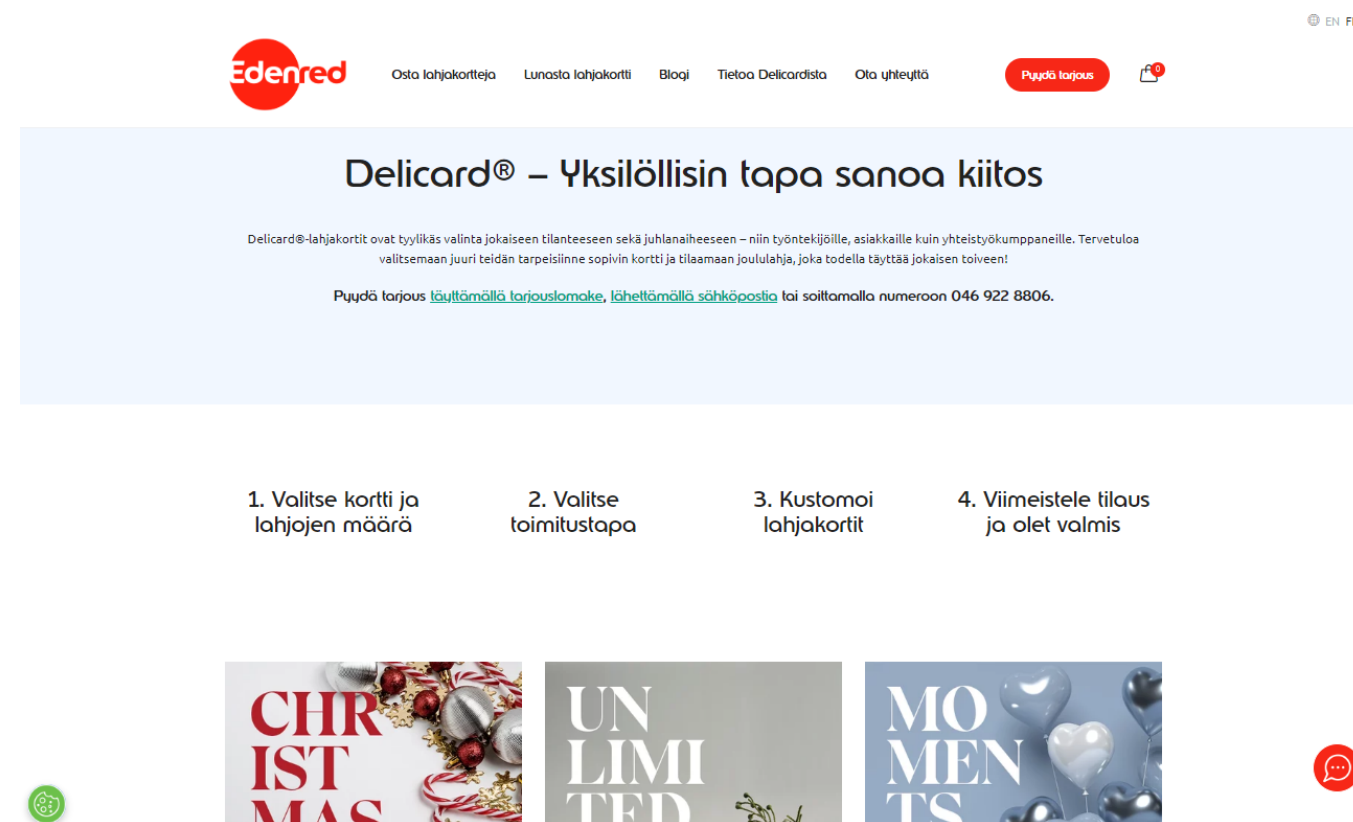 EN FI
Edenred
Osta lahjakortteja Lunasta lahjakortti Blogi Tietoa Delicardista Ota yhteyttä Pyydä tarjous 0
Delicard® – Yksilöllisin tapa sanoa kiitos
Delicard®-lahjakortit ovat tyylikäs valinta jokaiseen tilanteeseen sekä juhlanaiheeseen – niin työntekijöille, asiakkaille kuin yhteistyökumppaneille. Tervetuloa
valitsemaan juuri teidän tarpeisiinne sopivin kortti ja tilaamaan joululahja, joka todella täyttää jokaisen toiveen!
Pyydä tarjous täyttämällä tarjouslomake, lähettämällä sähköpostia tai soittamalla numeroon 046 922 8806.
1. Valitse kortti ja
lahjojen määrä
2. Valitse
toimitustapa
3. Kustomoi
lahjakortit
4. Viimeistele tilaus
ja olet valmis
CHR
IST
MAS
UN
LIMI
TED
MO
MEN
TS